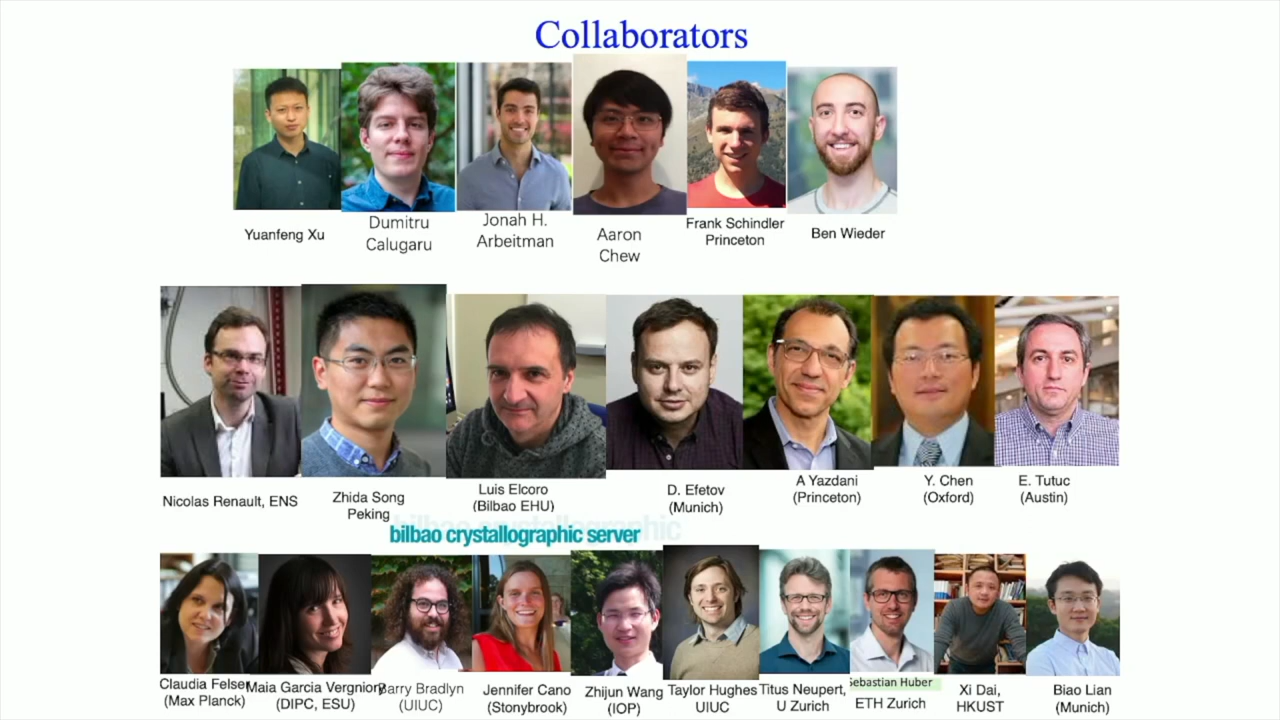 Collaborators
Yuanfeng Xu
Dumitru
Calugaru
Jonah H.
Arbeitman
Aaron
Chew
Frank Schindler
Princeton
Ben Wieder
Nicolas Renault, ENS
Zhida Song
Peking
Luis Elcoro
(Bilbao EHU)
D. Efetov
(Munich)
A Yazdani
(Princeton)
Y. Chen
(Oxford)
E. Tutuc
(Austin)
bilbao crystallographic server
Claudia Felser
(Max Planck)
Maia Garcia Vergniory
(DIPC, ESU)
Barry Bradlyn
(UIUC)
Jennifer Cano
(Stonybrook)
Zhijun Wang
(IOP)
Taylor Hughes
UIUC
Titus Neupert,
U Zurich
Sebastian Huber
ETH Zurich
Xi Dai,
HKUST
Biao Lian
(Munich)